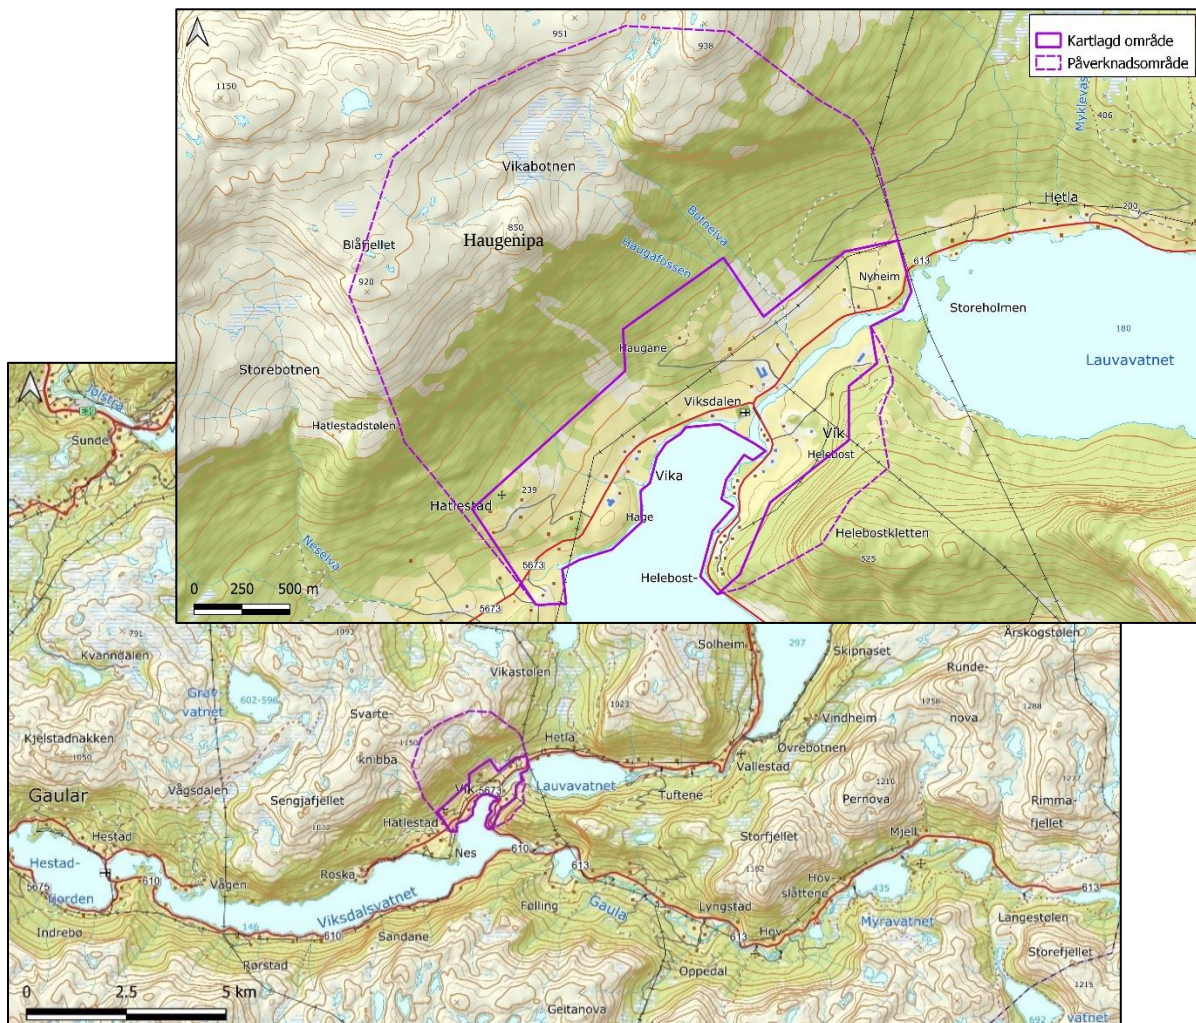 Kartlagd område
Påverknadsområde
951
938
1150
406
Vikabotnen
Botnelva
Hetla
200
Haugenipa
850
Blåfjellet
Haugafossen
920
Nyheim
613
Storeholmen
180
Lauvavatnet
Haugane
Storebotnen
Viksdalen
Hatlestadstølen
Vik
Helebost
Vika
239
Hatlestad
Hage
Helebostkletten
525
Neselva
5673
Helebost-
0 250 500 m
5673
Jølstra
E39
Sunde
791
Kvanndalen
1093
Solheim
297
Skipnaset
Årskogstølen
Vikastølen
Runde-
nova
Grav
vatnet
602-596
Svarte-
knibba
1150
1023
1258
1288
Vindheim
Kjelstadnakken
1050
Hetla
Øvrebotnen
Vallestad
Vågsdalen
Sengjafjellet
1210
1277
Gaular
Vik
5673
Lauvavatnet
Tuftene
Pernova
Rimma-
fjellet
Hatlestad
Storfjellet
Mjell
Hestad
Nes
610
613
Hestad-
fjorden
5675
610
Vågen
Roska
1182
Hov-
slåttene
435
613
Viksdalsvatnet
Følling
Gaula
Lyngstad
Myravatnet
Langestølen
Indrebø
146
610
Sandane
613
Hov
Storefjellet
Rørstad
Oppedal
1215
0 2.5 5 km
Geitanova
692
vatnet